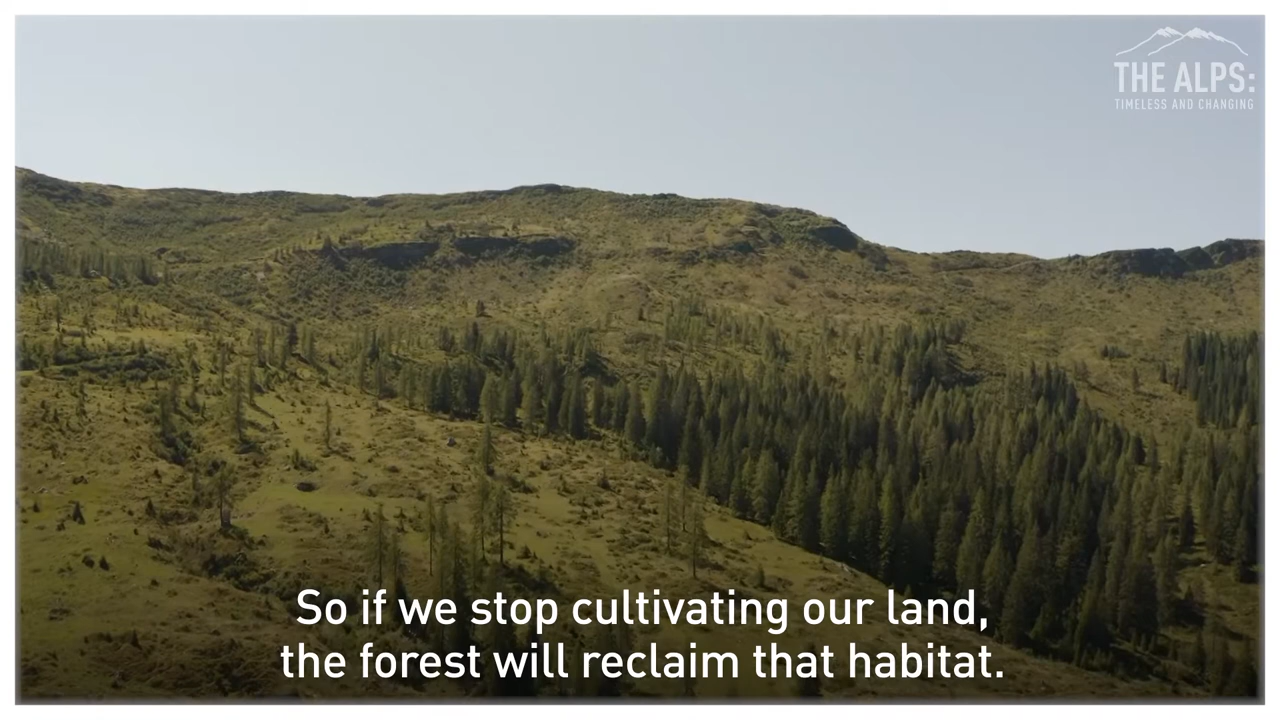 THE ALPS:
TIMELESS AND CHANGING
So if we stop cultivating our land,
the forest will reclaim that habitat.